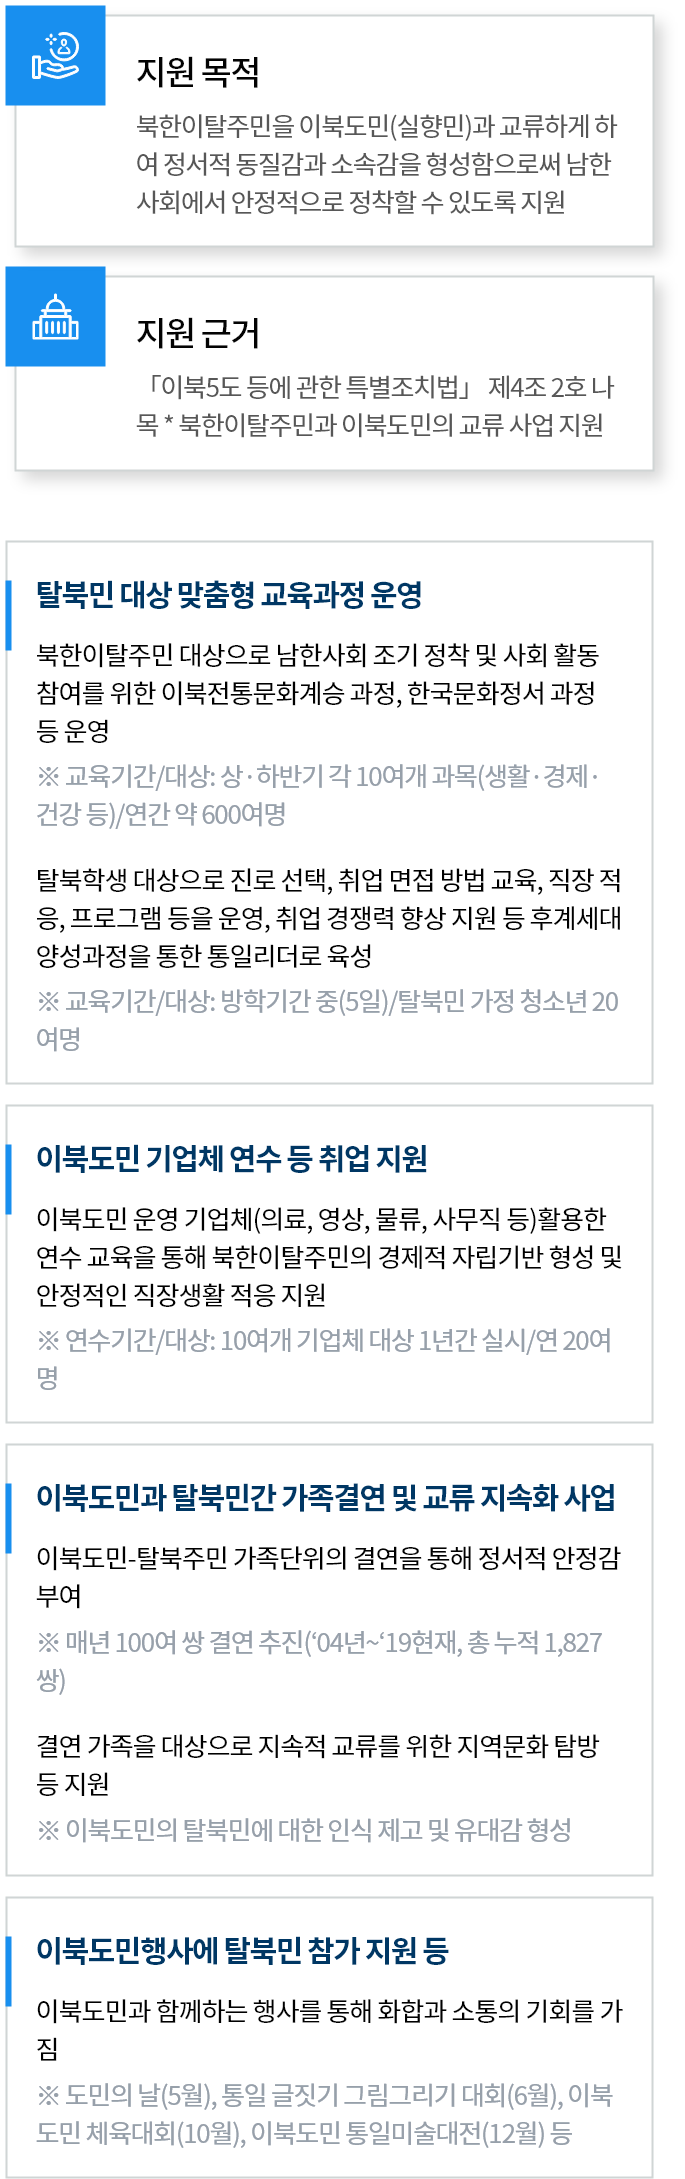 지원 목적
북한이탈주민을 이북도민(실향민)과 교류하게 하
여 정서적 동질감과 소속감을 형성함으로써 남한
사회에서 안정적으로 정착할 수 있도록 지원
지원 근거
「이북5도 등에 관한 특별조치법」 제4조 2호 나
목 * 북한이탈주민과 이북도민의 교류 사업 지원
탈북민 대상 맞춤형 교육과정 운영
북한이탈주민 대상으로 남한사회 조기 정착 및 사회 활동
참여를 위한 이북전통문화계승 과정, 한국문화정서 과정
등 운영
※ 교육기간/대상: 상·하반기 각 10여개 과목(생활·경제·
건강 등)/연간 약 600여명
탈북학생 대상으로 진로 선택, 취업 면접 방법 교육, 직장 적
응, 프로그램 등을 운영, 취업 경쟁력 향상 지원 등 후계세대
양성과정을 통한 통일리더로 육성
※ 교육기간/대상: 방학기간 중(5일)/탈북민 가정 청소년 20
여명
이북도민 기업체 연수 등 취업 지원
이북도민 운영 기업체(의료, 영상, 물류, 사무직 등)활용한
연수 교육을 통해 북한이탈주민의 경제적 자립기반 형성 및
안정적인 직장생활 적응 지원
※ 연수기간/대상: 10여개 기업체 대상 1년간 실시/연 20여
명
이북도민과 탈북민간 가족결연 및 교류 지속화 사업
이북도민-탈북주민 가족단위의 결연을 통해 정서적 안정감
부여
※ 매년 100여 쌍 결연 추진(‘04년~‘19현재, 총 누적 1,827
쌍)
결연 가족을 대상으로 지속적 교류를 위한 지역문화 탐방
등 지원
※ 이북도민의 탈북민에 대한 인식 제고 및 유대감 형성
이북도민행사에 탈북민 참가 지원 등
이북도민과 함께하는 행사를 통해 화합과 소통의 기회를 가
짐
※ 도민의 날(5월), 통일 글짓기 그림그리기 대회(6월), 이북
도민 체육대회(10월), 이북도민 통일미술대전(12월) 등